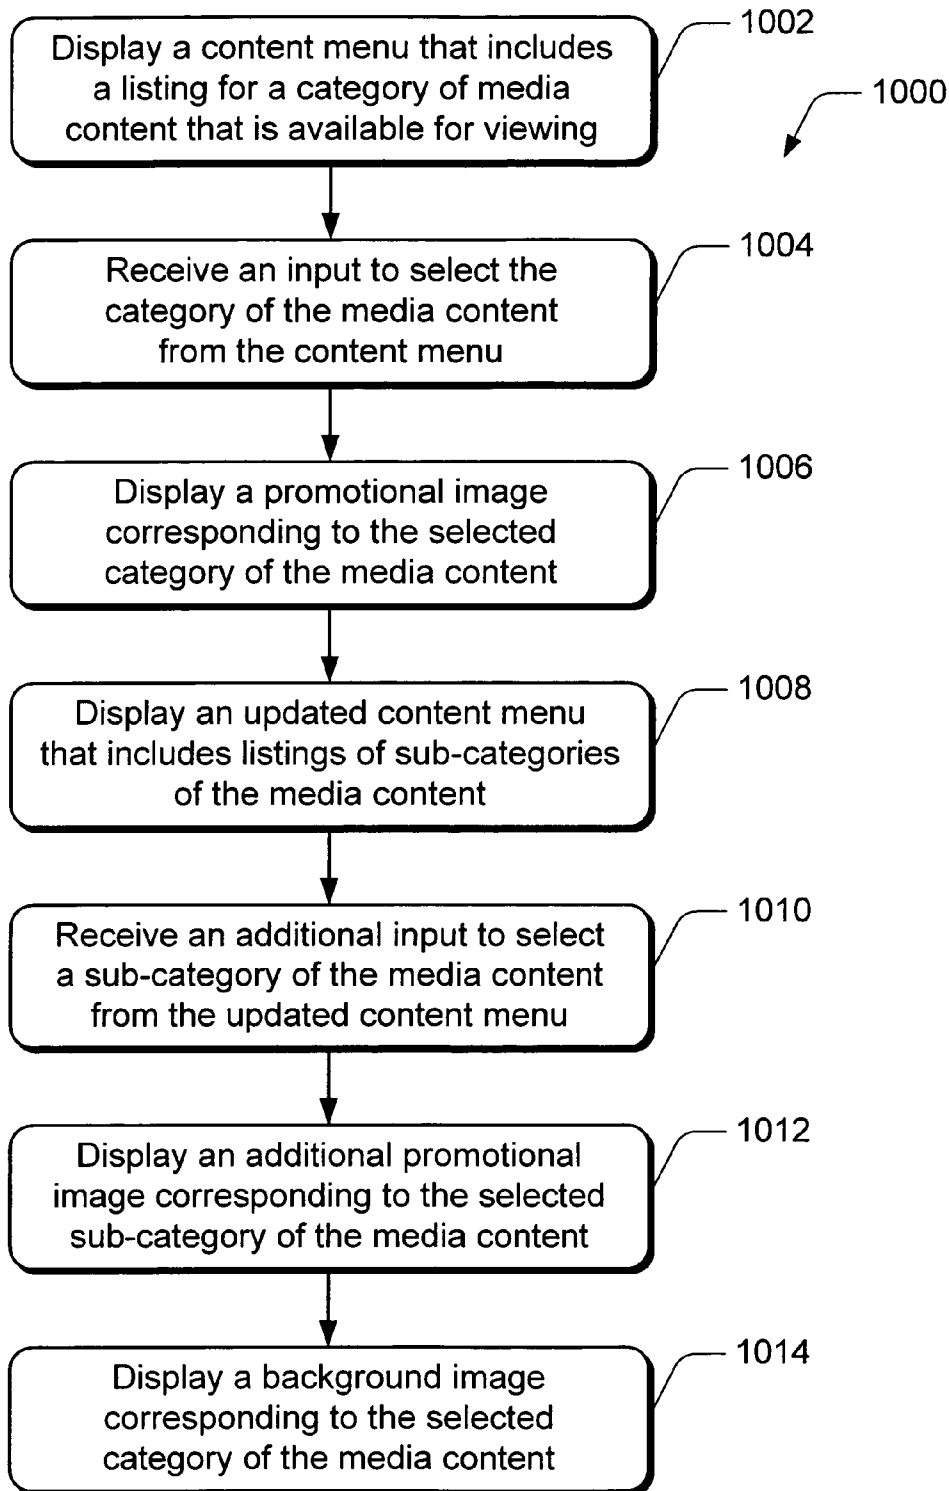 Display a content menu that includes
a listing for a category of media
content that is available for viewing
1002
1000
Receive an input to select the
category of the media content
from the content menu
1004
Display a promotional image
corresponding to the selected
category of the media content
1006
Display an updated content menu
that includes listings of sub-categories
of the media content
1008
Receive an additional input to select
a sub-category of the media content
from the updated content menu
1010
Display an additional promotional
image corresponding to the selected
sub-category of the media content
1012
Display a background image
corresponding to the selected
category of the media content
1014